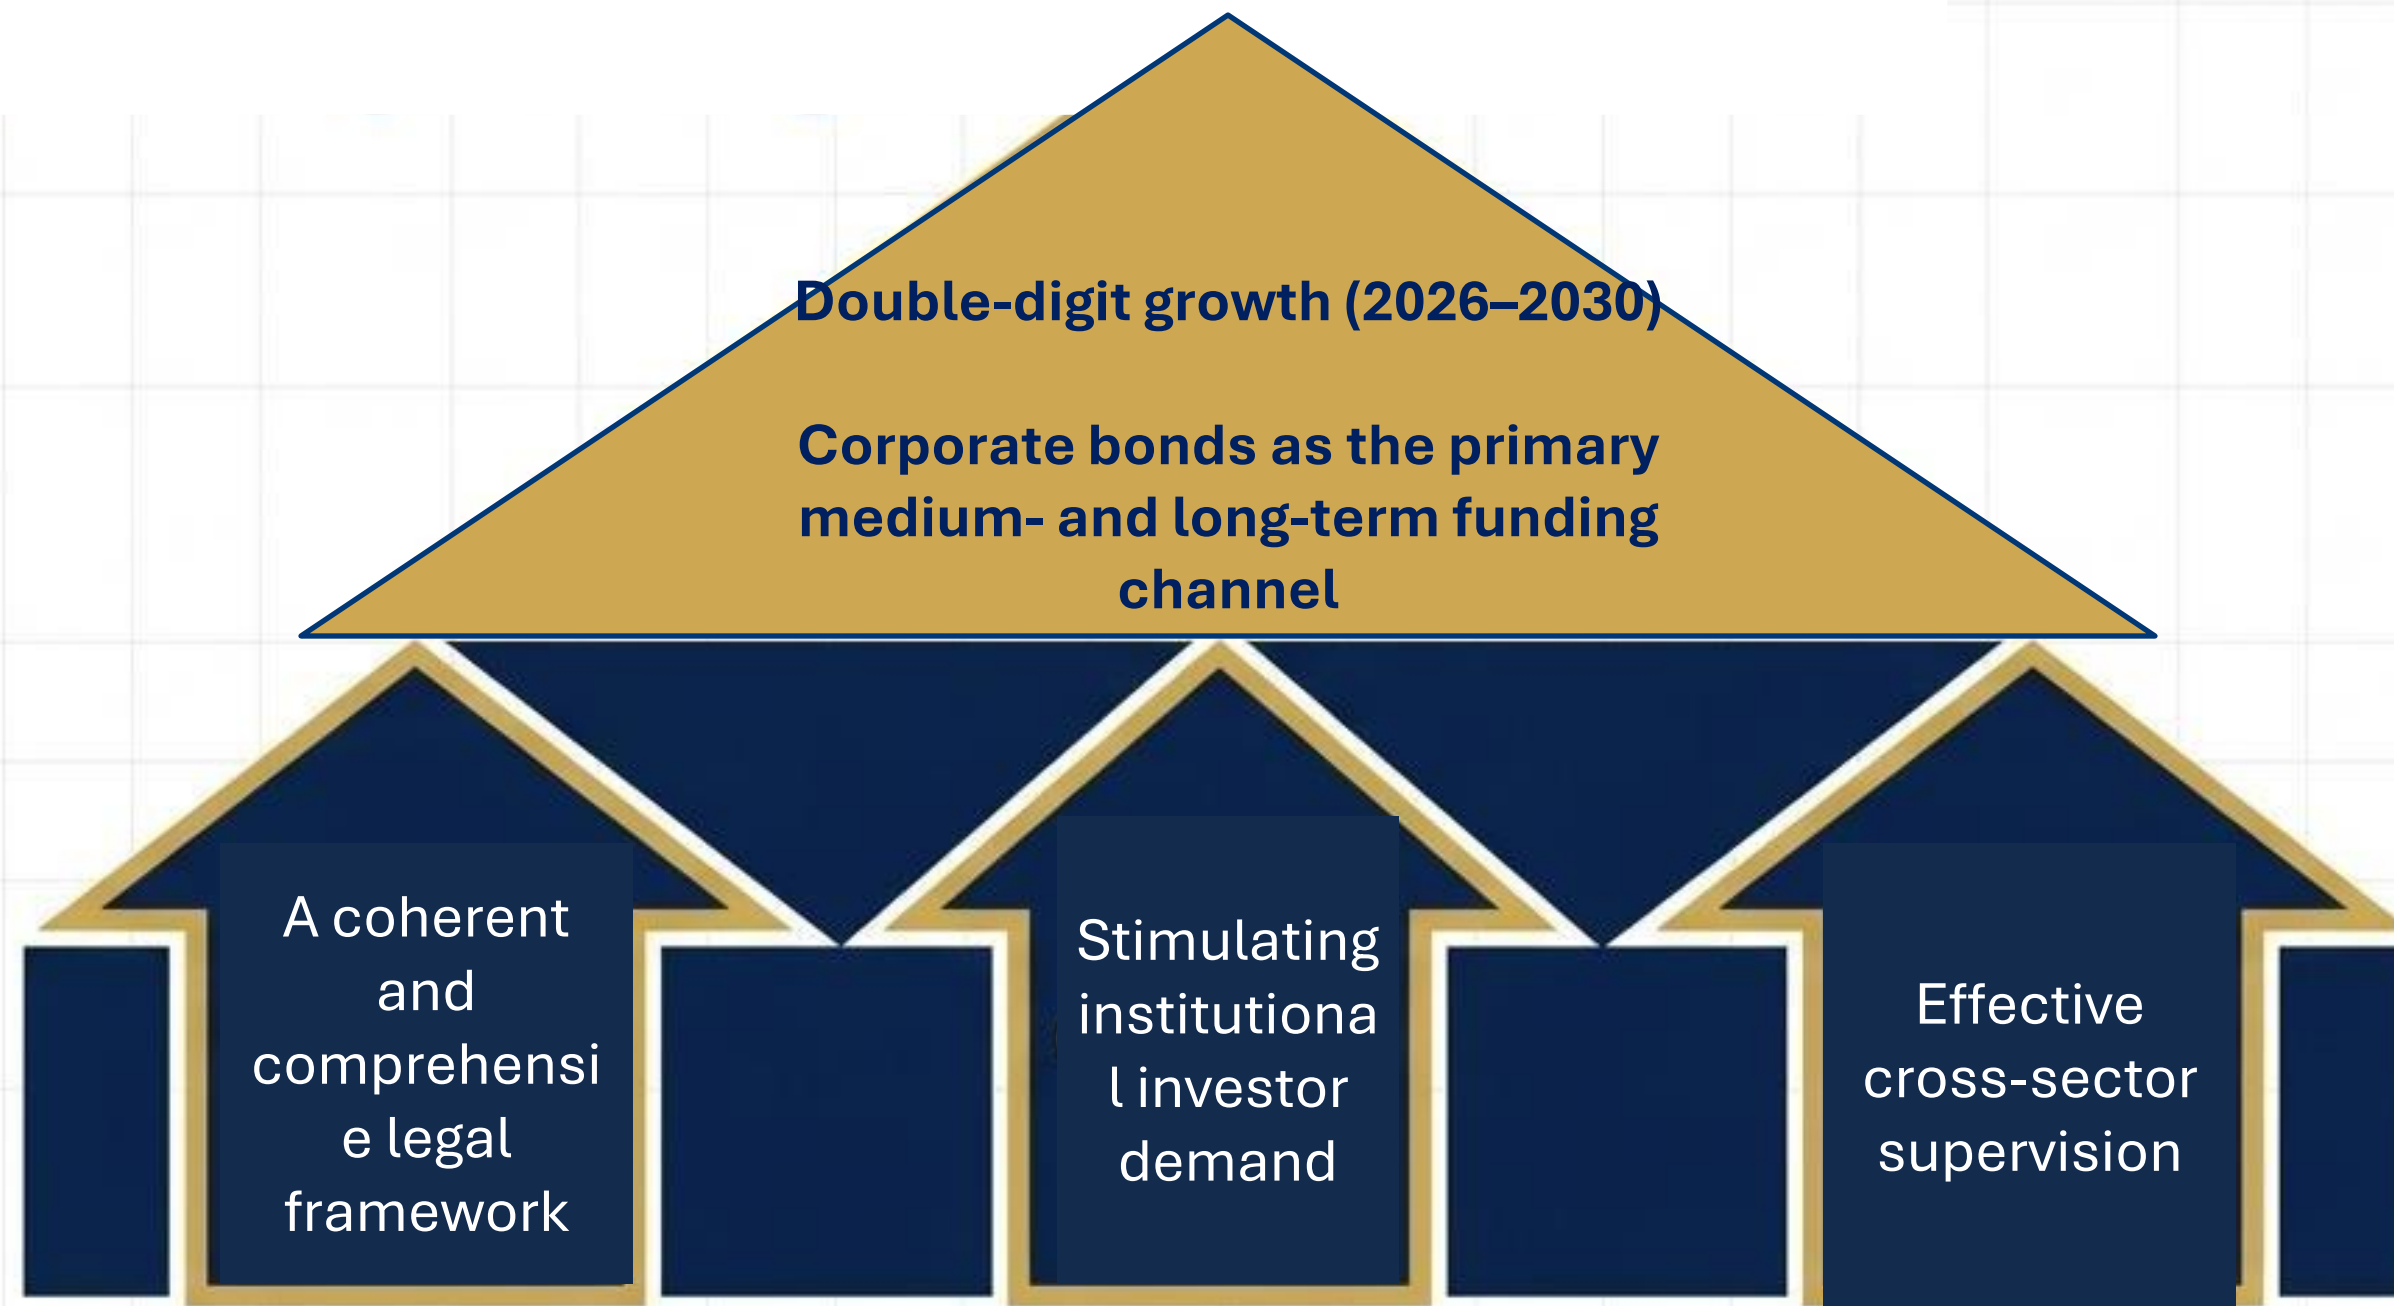 Double-digit growth (2026–2030)
Corporate bonds as the primary
medium- and long-term funding
channel
A coherent
and
comprehensi
e legal
framework
Stimulating
institutiona
l investor
demand
Effective
cross-sector
supervision